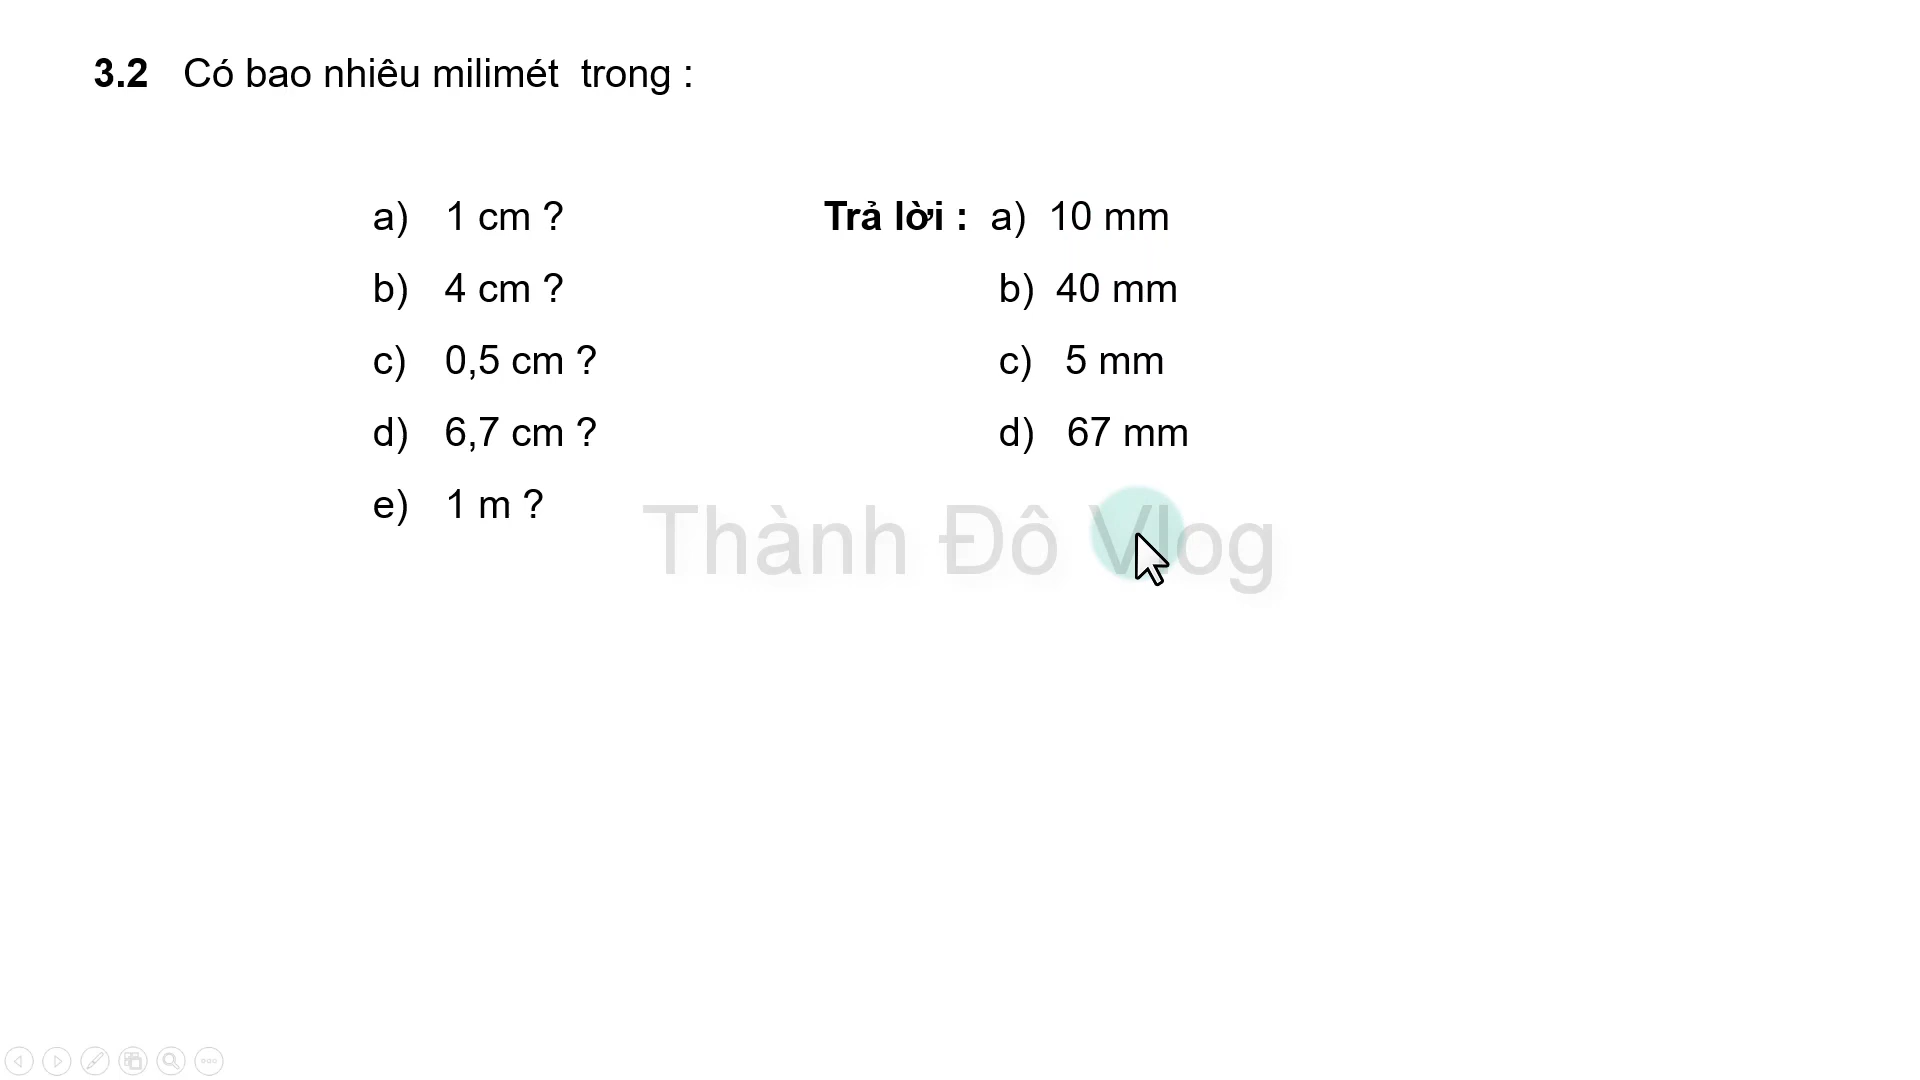 3.2 Có bao nhiêu milimét trong :
a) 1 cm ? Trả lời : a) 10 mm
b) 4 cm ? b) 40 mm
c) 0,5 cm ? c) 5 mm
d) 6,7 cm ? d) 67 mm
e) 1 m ?
Thành Đô Vlog